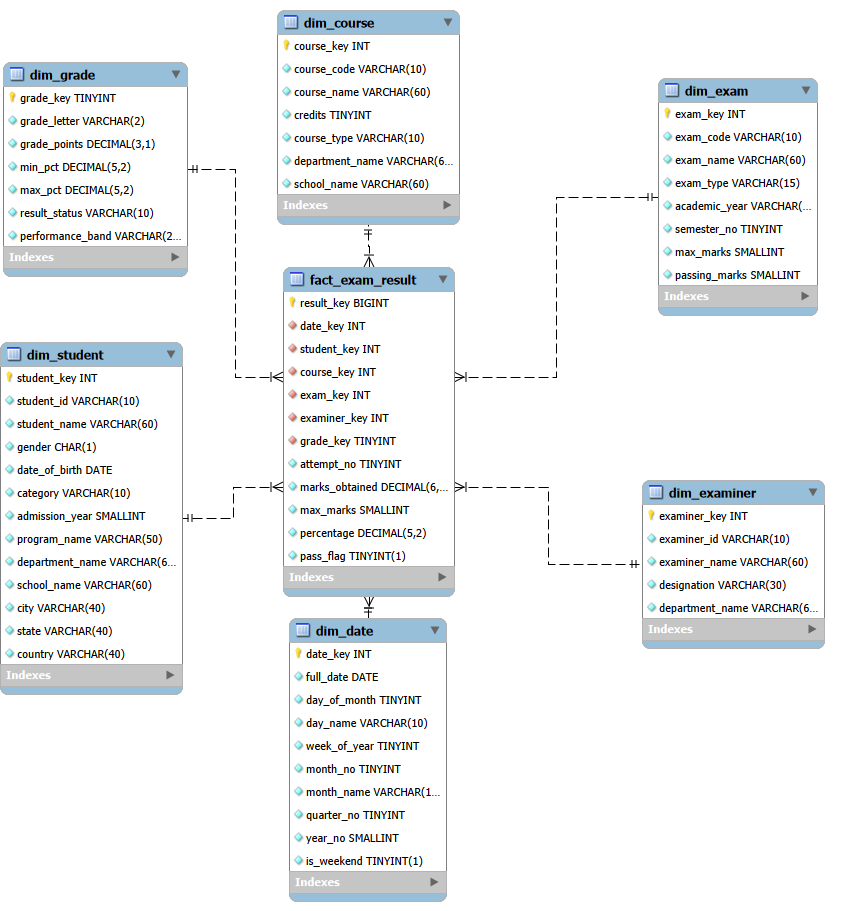 dim_course
course_key INT
course_code VARCHAR(10)
course_name VARCHAR(60)
credits TINYINT
course_type VARCHAR(10)
department_name VARCHAR(6...
school_name VARCHAR(60)
Indexes
dim_grade
grade_key TINYINT
grade_letter VARCHAR(2)
grade_points DECIMAL(3,1)
min_pct DECIMAL(5,2)
max_pct DECIMAL(5,2)
result_status VARCHAR(10)
performance_band VARCHAR(2...
Indexes
dim_exam
exam_key INT
exam_code VARCHAR(10)
exam_name VARCHAR(60)
exam_type VARCHAR(15)
academic_year VARCHAR(...
semester_no TINYINT
max_marks SMALLINT
passing_marks SMALLINT
Indexes
fact_exam_result
result_key BIGINT
date_key INT
student_key INT
course_key INT
exam_key INT
examiner_key INT
grade_key TINYINT
attempt_no TINYINT
marks_obtained DECIMAL(6,...
max_marks SMALLINT
percentage DECIMAL(5,2)
pass_flag TINYINT(1)
Indexes
dim_student
student_key INT
student_id VARCHAR(10)
student_name VARCHAR(60)
gender CHAR(1)
date_of_birth DATE
category VARCHAR(10)
admission_year SMALLINT
program_name VARCHAR(50)
department_name VARCHAR(6...
school_name VARCHAR(60)
city VARCHAR(40)
state VARCHAR(40)
country VARCHAR(40)
Indexes
dim_examiner
examiner_key INT
examiner_id VARCHAR(10)
examiner_name VARCHAR(60)
designation VARCHAR(30)
department_name VARCHAR(6...
Indexes
dim_date
date_key INT
full_date DATE
day_of_month TINYINT
day_name VARCHAR(10)
week_of_year TINYINT
month_no TINYINT
month_name VARCHAR(1...
quarter_no TINYINT
year_no SMALLINT
is_weekend TINYINT(1)
Indexes